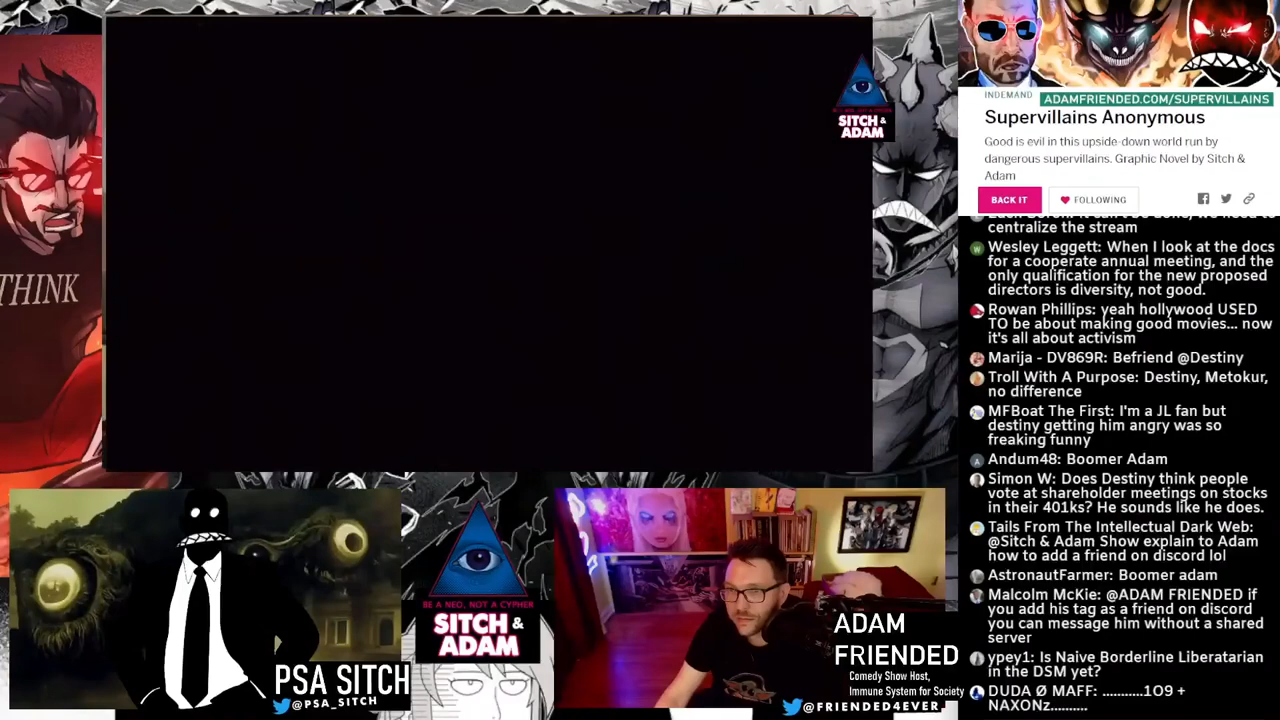 THINK
BE A NEO, NOT A CYPHER
SITCH &
ADAM
INDEMAND
ADAMFRIENDED.COM/SUPERVILLAINS
Supervillains Anonymous
Good is evil in this upside-down world run by
dangerous supervillains. Graphic Novel by Sitch &
Adam
BACK IT
FOLLOWING
centralize the stream
Wesley Leggett: When I look at the docs
for a cooperate annual meeting, and the
only qualification for the new proposed
directors is diversity, not good.
Rowan Phillips: yeah hollywood USED
TO be about making good movies... now
it's all about activism
Marija - DV869R: Befriend @Destiny
Troll With A Purpose: Destiny, Metokur,
no difference
MFBoat The First: I'm a JL fan but
destiny getting him angry was so
freaking funny
Andum48: Boomer Adam
Simon W: Does Destiny think people
vote at shareholder meetings on stocks
in their 401ks? He sounds like he does.
Tails From The Intellectual Dark Web:
@Sitch & Adam Show explain to Adam
how to add a friend on discord lol
AstronautFarmer: Boomer adam
Malcolm McKie: @ADAM FRIENDED if
you add his tag as a friend on discord
you can message him without a shared
server
ypey1: Is Naive Borderline Liberatarian
in the DSM yet?
DUDA Ø MAFF: ...........1O9 +
NAXONz..........
PSA SITCH
@PSA_SITCH
BE A NEO, NOT A CYPHER
SITCH &
ADAM
ADAM
FRIENDED
Comedy Show Host,
Immune System for Society
@FRIENDED4EVER